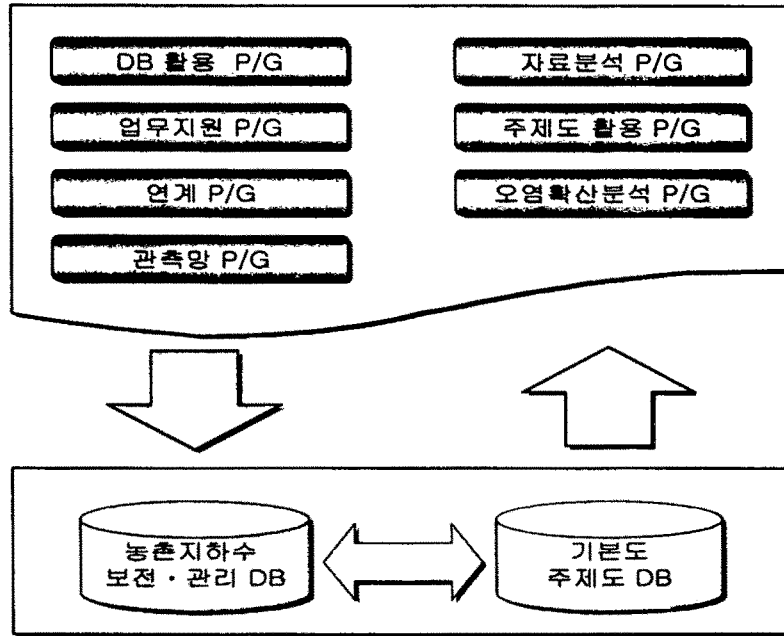 DB 활용 P/G
업무지원 P/G
연계 P/G
관측망 P/G
자료분석 P/G
주제도 활용 P/G
오염확산분석 P/G
농촌지하수
보전 · 관리 DB
기본도
주제도 DB